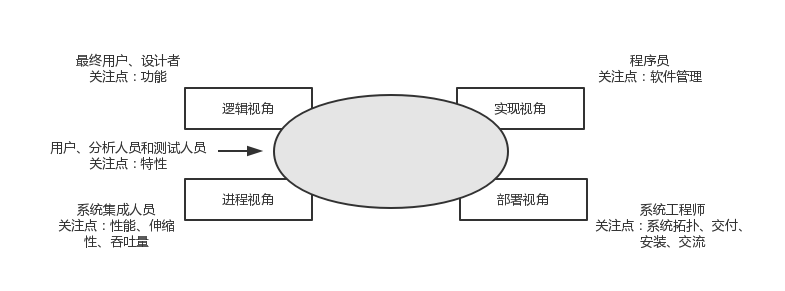 最终用户、设计者
关注点：功能
程序员
关注点：软件管理
逻辑视角
实现视角
用户、分析人员和测试人员
关注点：特性
进程视角
部署视角
系统集成人员
关注点：性能、伸缩
性、吞吐量
系统工程师
关注点：系统拓扑、交付、
安装、交流